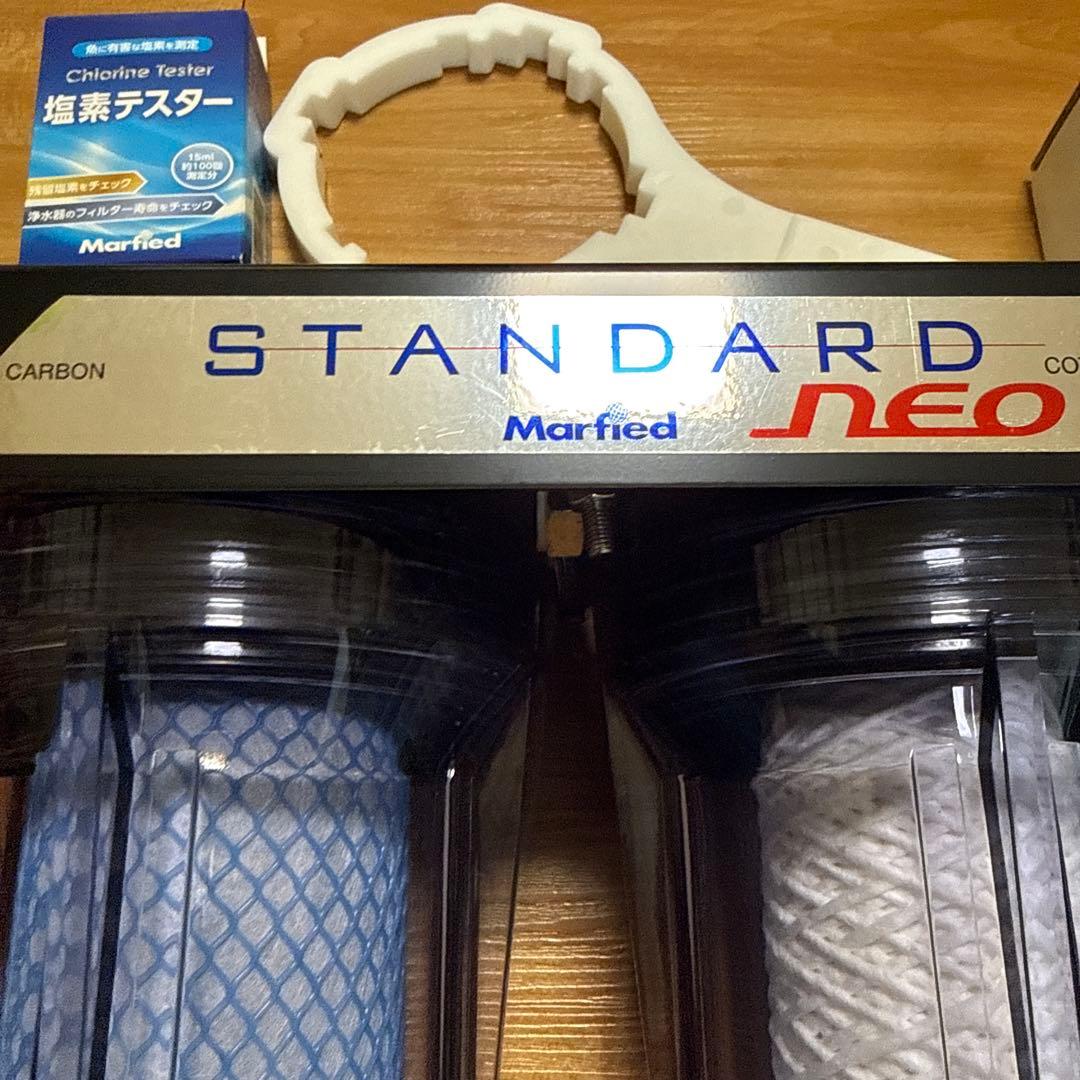 魚に有害な塩素を測定
Chlorine Tester
塩素テスター
15ml
約100回
測定分
残留塩素をチェック
浄水器のフィルター寿命をチェック
Marfied
STANDARD
CARBON
CO
neo
Marfied